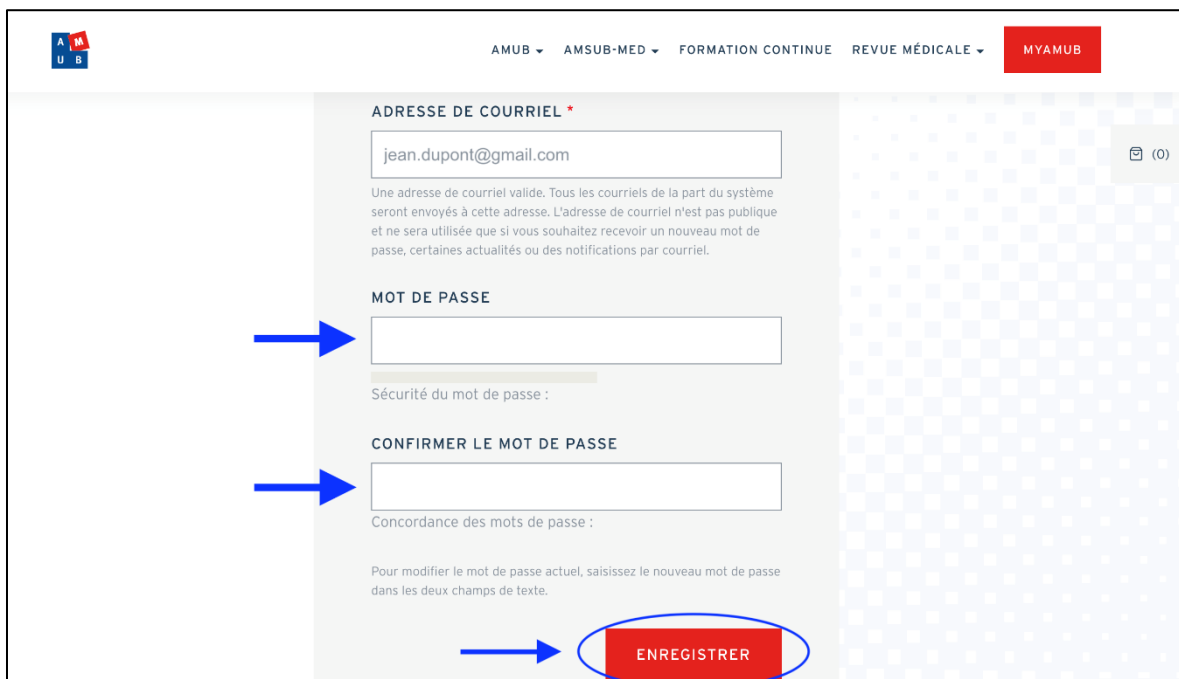 A M
U B
AMUB AMSUB-MED FORMATION CONTINUE REVUE MÉDICALE MYAMUB
(0)
ADRESSE DE COURRIEL *
jean.dupont@gmail.com
Une adresse de courriel valide. Tous les courriels de la part du système
seront envoyés à cette adresse. L'adresse de courriel n'est pas publique
et ne sera utilisée que si vous souhaitez recevoir un nouveau mot de
passe, certaines actualités ou des notifications par courriel.
MOT DE PASSE
Sécurité du mot de passe :
CONFIRMER LE MOT DE PASSE
Concordance des mots de passe :
Pour modifier le mot de passe actuel, saisissez le nouveau mot de passe
dans les deux champs de texte.
ENREGISTRER